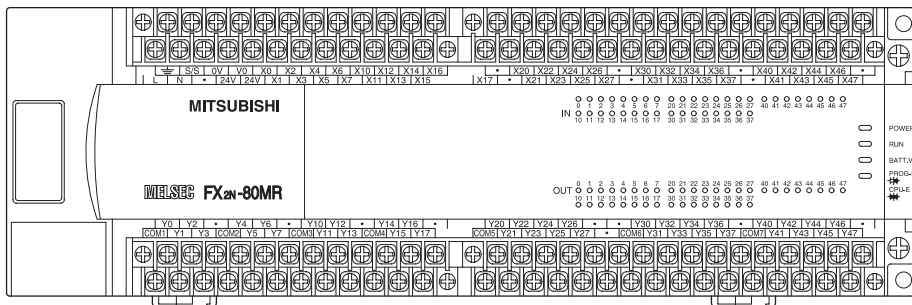 ⏚ S/S 0V V0 X0 X2 X4 X6 X10 X12 X14 X16 • X20 X22 X24 X26 • X30 X32 X34 X36 • X40 X42 X44 X46 •
L N • 24V 24V X1 X3 X5 X7 X11 X13 X15 X17 • X21 X23 X25 X27 • X31 X33 X35 X37 • X41 X43 X45 X47
MITSUBISHI
IN
0 1 2 3 4 5 6 7 20 21 22 23 24 25 26 27 40 41 42 43 44 45 46 47
10 11 12 13 14 15 16 17 30 31 32 33 34 35 36 37
POWER
RUN
BATT.V
PROG-E
CPU-E
MELSEC FX2N-80MR
OUT
0 1 2 3 4 5 6 7 20 21 22 23 24 25 26 27 40 41 42 43 44 45 46 47
10 11 12 13 14 15 16 17 30 31 32 33 34 35 36 37
Y0 Y2 • Y4 Y6 • Y10 Y12 • Y14 Y16 • Y20 Y22 Y24 Y26 • Y30 Y32 Y34 Y36 • Y40 Y42 Y44 Y46 •
COM1 Y1 Y3 COM2 Y5 Y7 COM3 Y11 Y13 COM4 Y15 Y17 COM5 Y21 Y23 Y25 Y27 • COM6 Y31 Y33 Y35 Y37 COM7 Y41 Y43 Y45 Y47